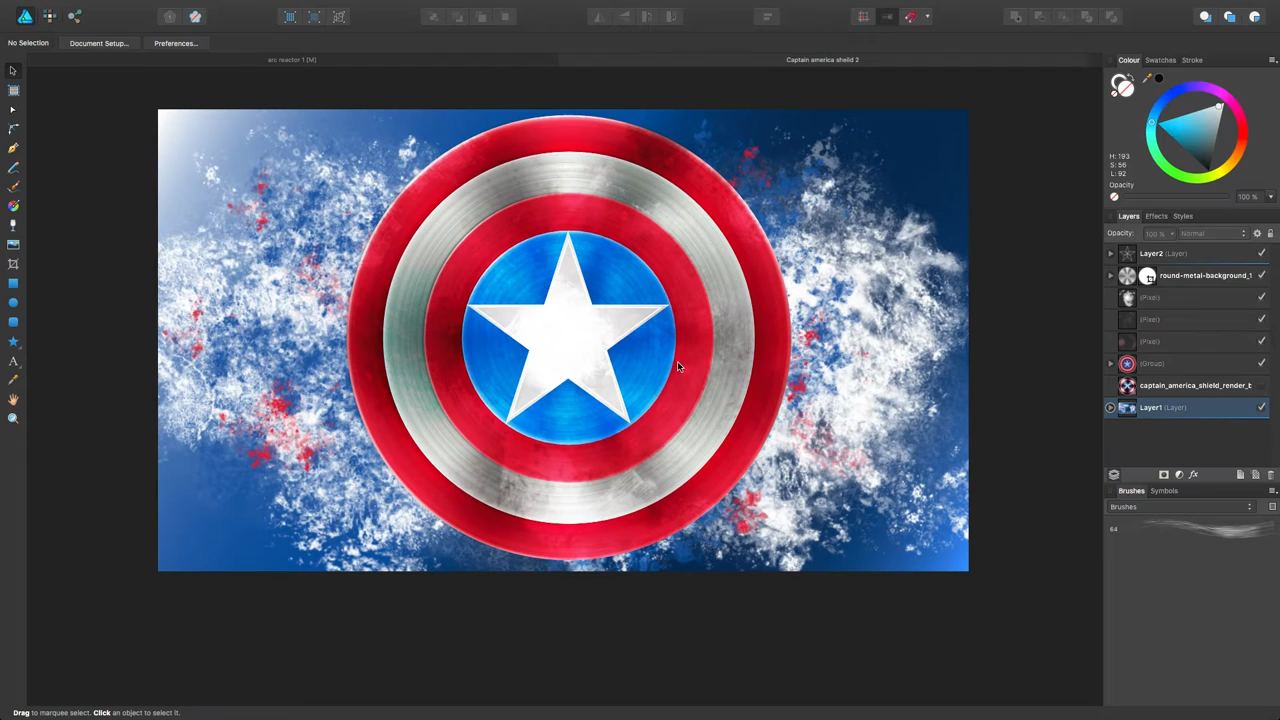 No Selection
Document Setup...
Preferences...
arc reactor 1 [M]
Captain america sheild 2
Colour
Swatches
Stroke
H: 193
S: 56
L: 92
Opacity
100 %
Layers
Effects
Styles
Opacity:
100 %
Normal
Layer2 (Layer)
round-metal-background_1
(Pixel)
(Pixel)
(Pixel)
(Group)
captain_america_shield_render_b
Layer1 (Layer)
Brushes
Symbols
Brushes
64
Drag to marquee select. Click an object to select it.